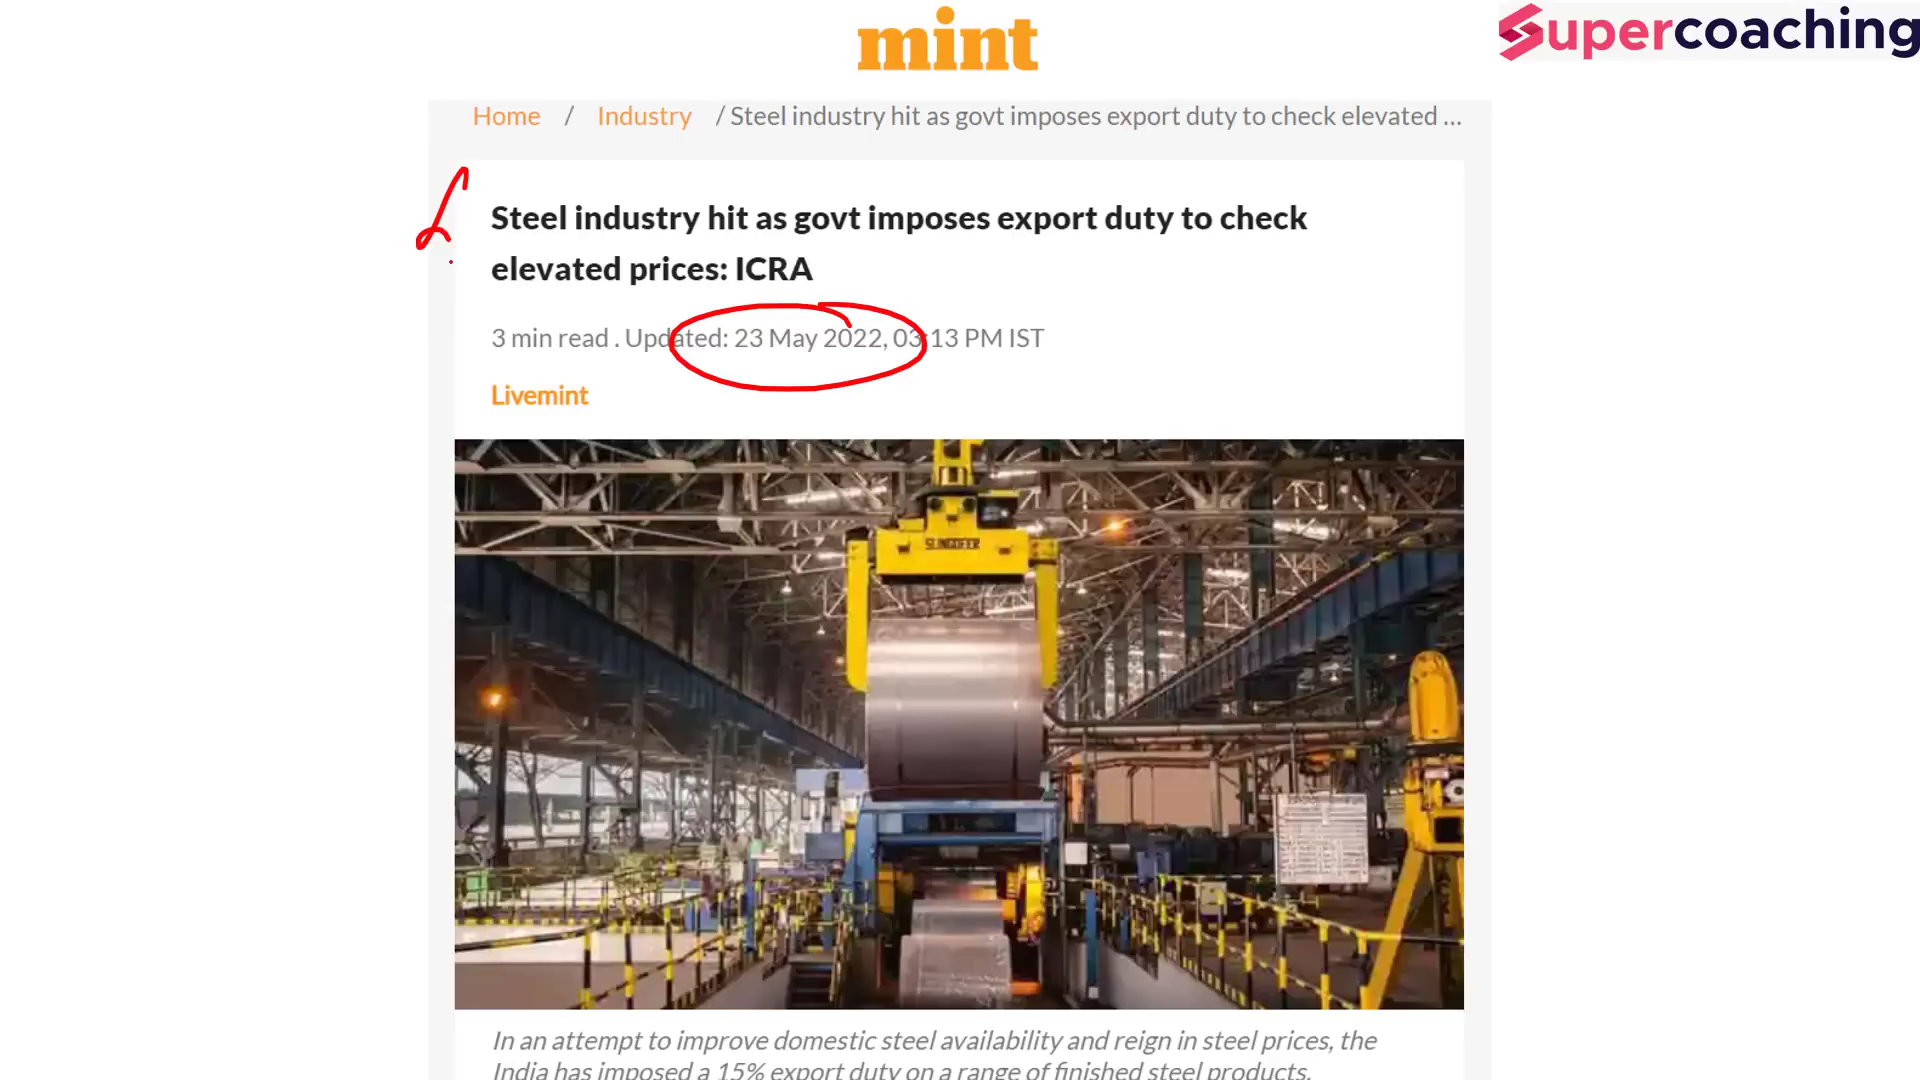 mint
Supercoaching
Home / Industry / Steel industry hit as govt imposes export duty to check elevated ...
Steel industry hit as govt imposes export duty to check
elevated prices: ICRA
3 min read . Updated: 23 May 2022, 03:13 PM IST
Livemint
In an attempt to improve domestic steel availability and reign in steel prices, the
India has imposed a 15% export duty on a range of finished steel products.